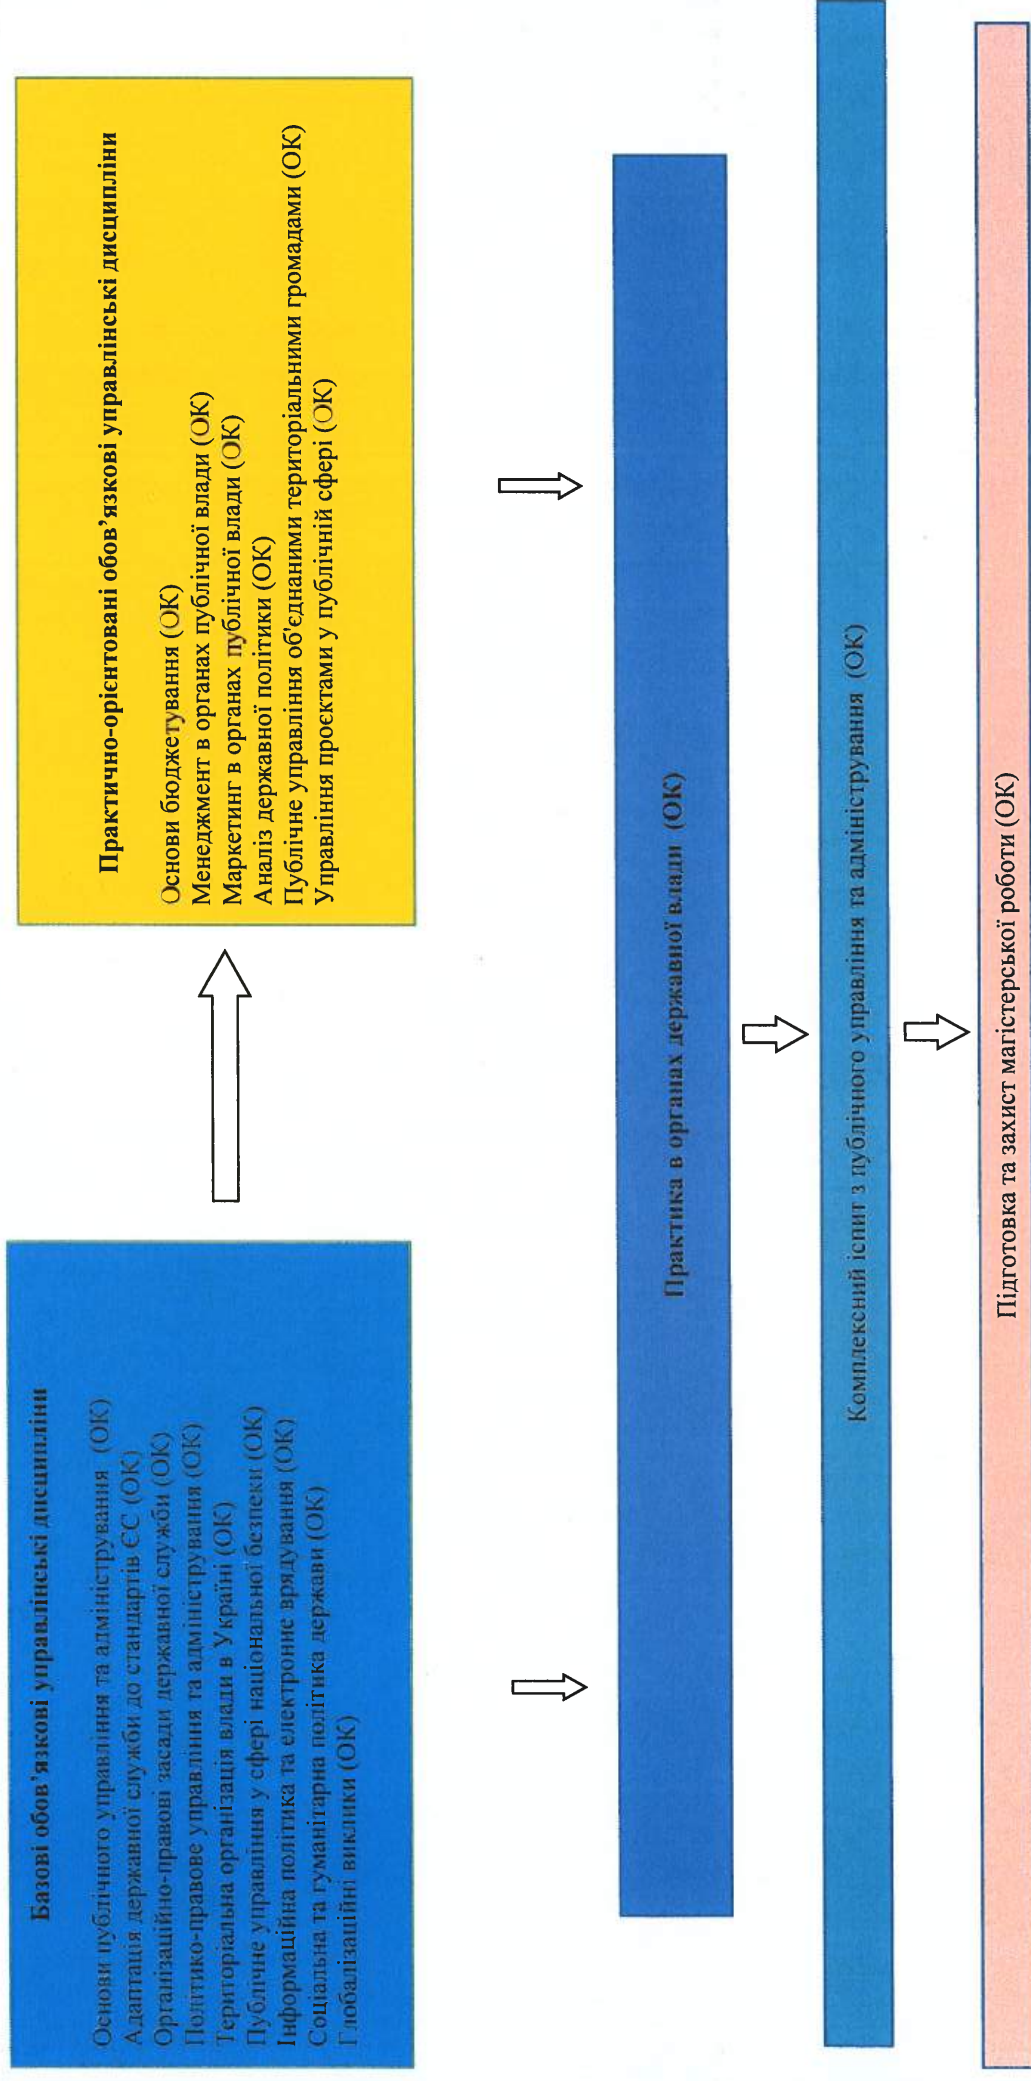 Базові обов’язкові управлінські дисципліни
Основи публічного управління та адміністрування (ОК)
Адаптація державної служби до стандартів ЄС (ОК)
Організаційно-правові засади державної служби (ОК)
Політико-правове управління та адміністрування (ОК)
Територіальна організація влади в Україні (ОК)
Публічне управління у сфері національної безпеки (ОК)
Інформаційна політика та електронне врядування (ОК)
Соціальна та гуманітарна політика держави (ОК)
Глобалізаційні виклики (ОК)
Практично-орієнтовані обов’язкові управлінські дисципліни
Основи бюджетування (ОК)
Менеджмент в органах публічної влади (ОК)
Маркетинг в органах публічної влади (ОК)
Аналіз державної політики (ОК)
Публічне управління об'єднаними територіальними громадами (ОК)
Управління проєктами у публічній сфері (ОК)
Практика в органах державної влади (ОК)
Комплексний іспит з публічного управління та адміністрування (ОК)
Підготовка та захист магістерської роботи (ОК)